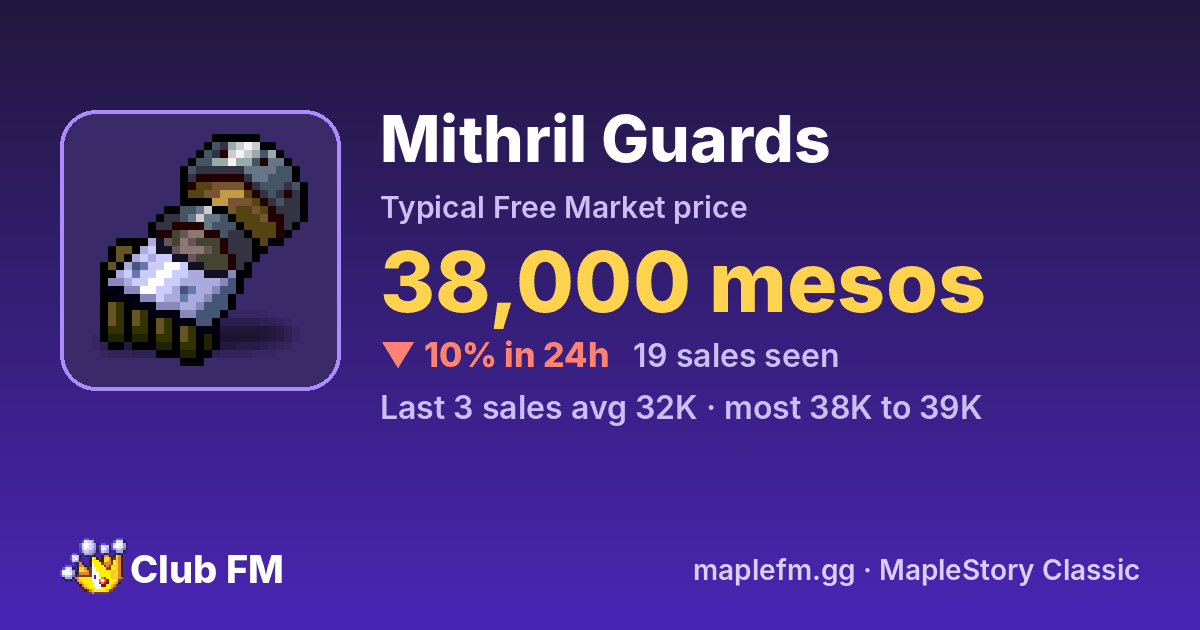 Mithril Guards
Typical Free Market price
38,000 mesos
▼ 10% in 24h 19 sales seen
Last 3 sales avg 32K · most 38K to 39K
Club FM
maplefm.gg · MapleStory Classic